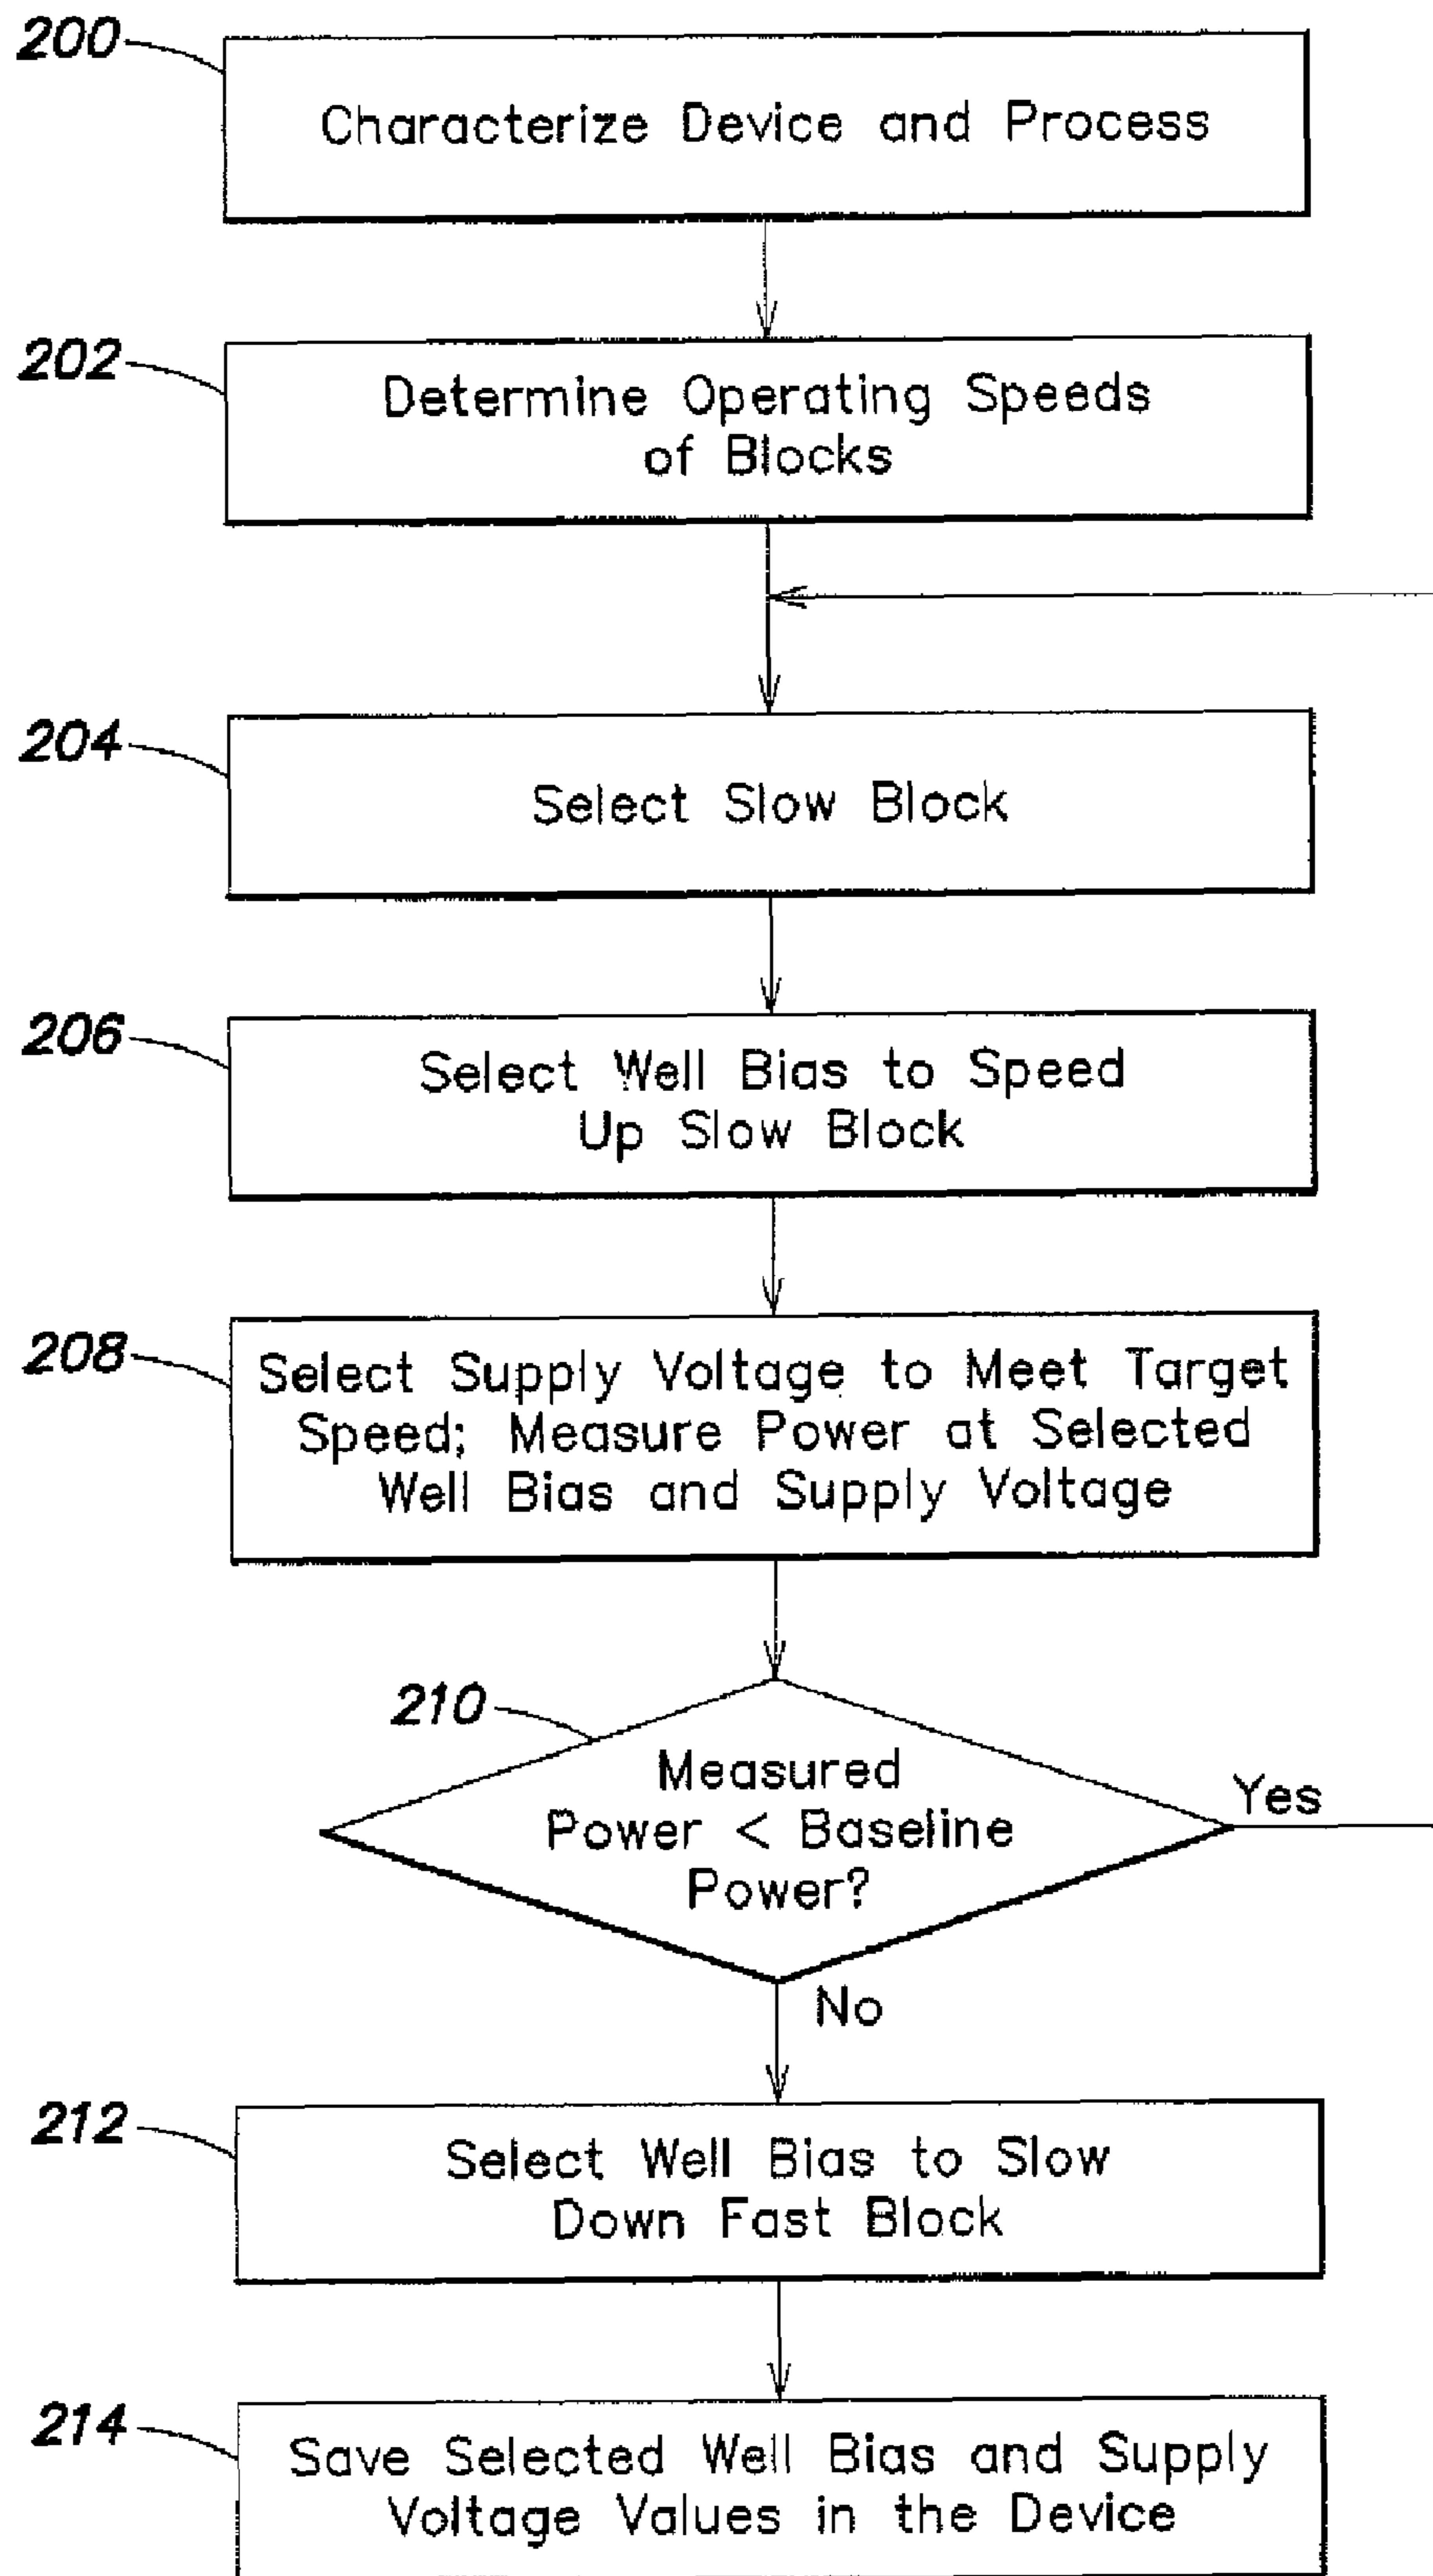 200
Characterize Device and Process
202
Determine Operating Speeds
of Blocks
204
Select Slow Block
206
Select Well Bias to Speed
Up Slow Block
208
Select Supply Voltage to Meet Target
Speed; Measure Power at Selected
Well Bias and Supply Voltage
210
Measured
Power < Baseline
Power?
Yes
No
212
Select Well Bias to Slow
Down Fast Block
214
Save Selected Well Bias and Supply
Voltage Values in the Device